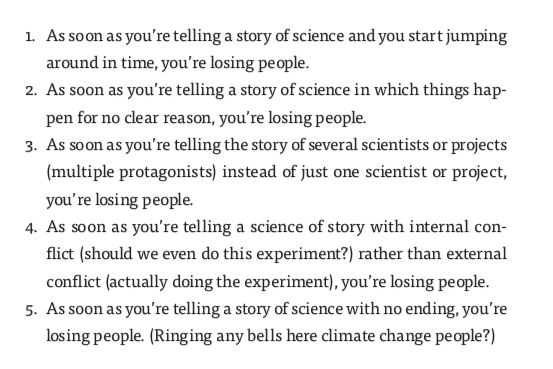 1. As soon as you're telling a story of science and you start jumping
around in time, you're losing people.
2. As soon as you're telling a story of science in which things hap-
pen for no clear reason, you're losing people.
3. As soon as you're telling the story of several scientists or projects
(multiple protagonists) instead of just one scientist or project,
you're losing people.
4. As soon as you're telling a science of story with internal con-
flict (should we even do this experiment?) rather than external
conflict (actually doing the experiment), you're losing people.
5. As soon as you're telling a story of science with no ending, you're
losing people. (Ringing any bells here climate change people?)